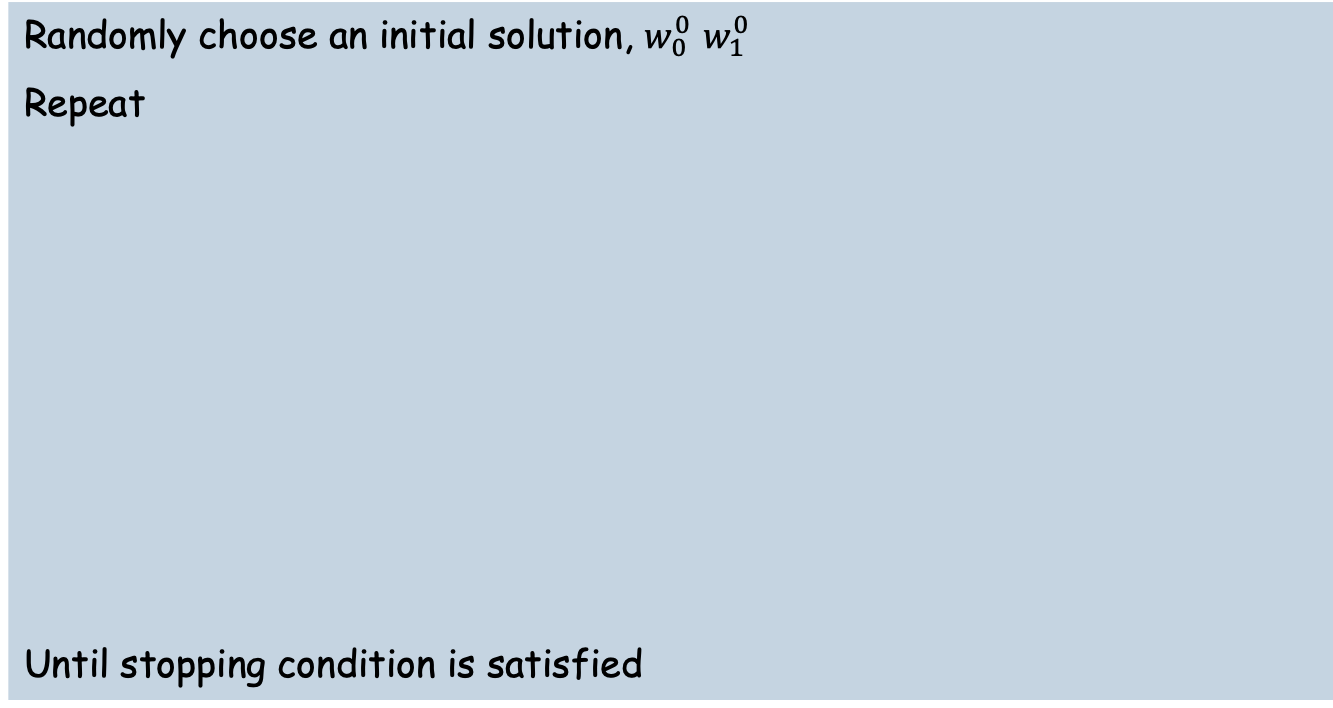 Randomly choose an initial solution, $w_0^0$ $w_1^0$
Repeat
Until stopping condition is satisfied